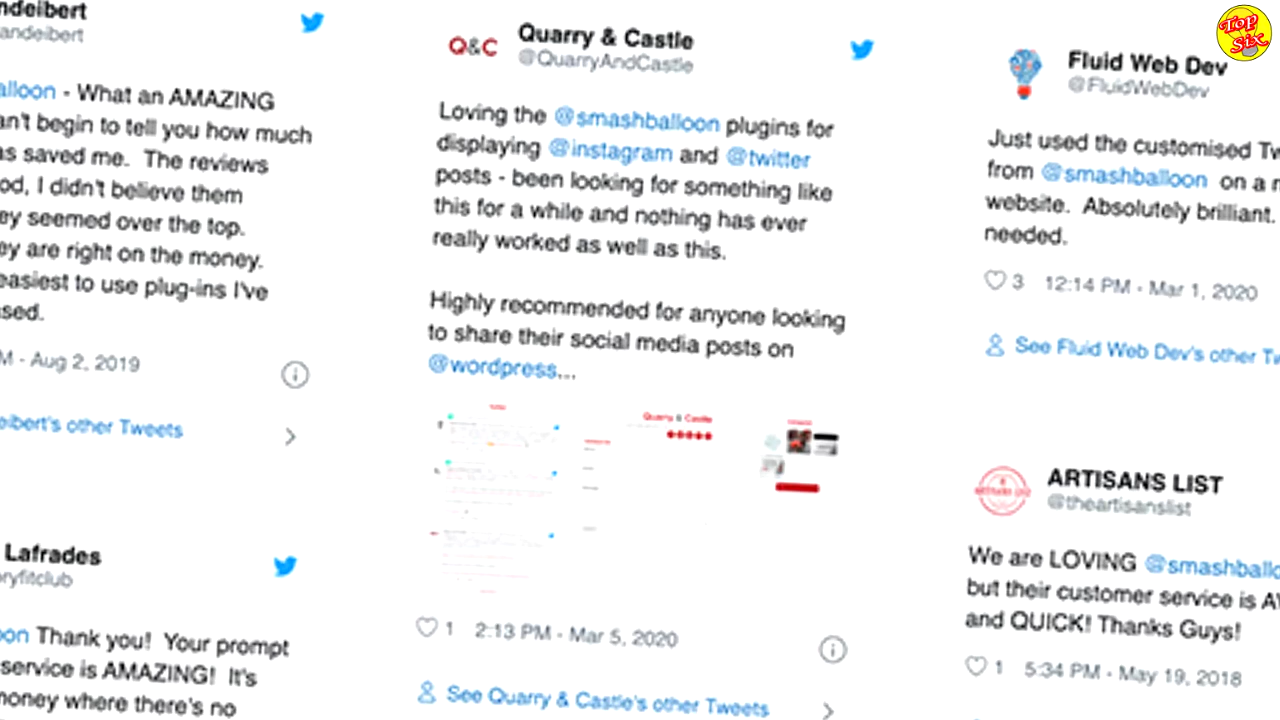 ndeibert
andeibert
alloon - What an AMAZING
an't begin to tell you how much
as saved me. The reviews
od, I didn't believe them
ey seemed over the top.
ey are right on the money.
easiest to use plug-ins I've
sed.
M - Aug 2, 2019
eibert's other Tweets
Lafrades
ryfitclub
oon Thank you! Your prompt
service is AMAZING! It's
money where there's no
Q&C
Quarry & Castle
@QuarryAndCastle
Loving the @smashballoon plugins for
displaying @instagram and @twitter
posts - been looking for something like
this for a while and nothing has ever
really worked as well as this.
Highly recommended for anyone looking
to share their social media posts on
@wordpress...
Quarry & Castle
1 2:13 PM - Mar 5, 2020
See Quarry & Castle's other Tweets
Top
Six
Fluid Web Dev
@FluidWebDev
Just used the customised Tw
from @smashballoon on a n
website. Absolutely brilliant.
needed.
3 12:14 PM - Mar 1, 2020
See Fluid Web Dev's other Tw
ARTISANS LIST
@theartisanslist
We are LOVING @smashballo
but their customer service is A
and QUICK! Thanks Guys!
1 5:34 PM - May 19, 2018